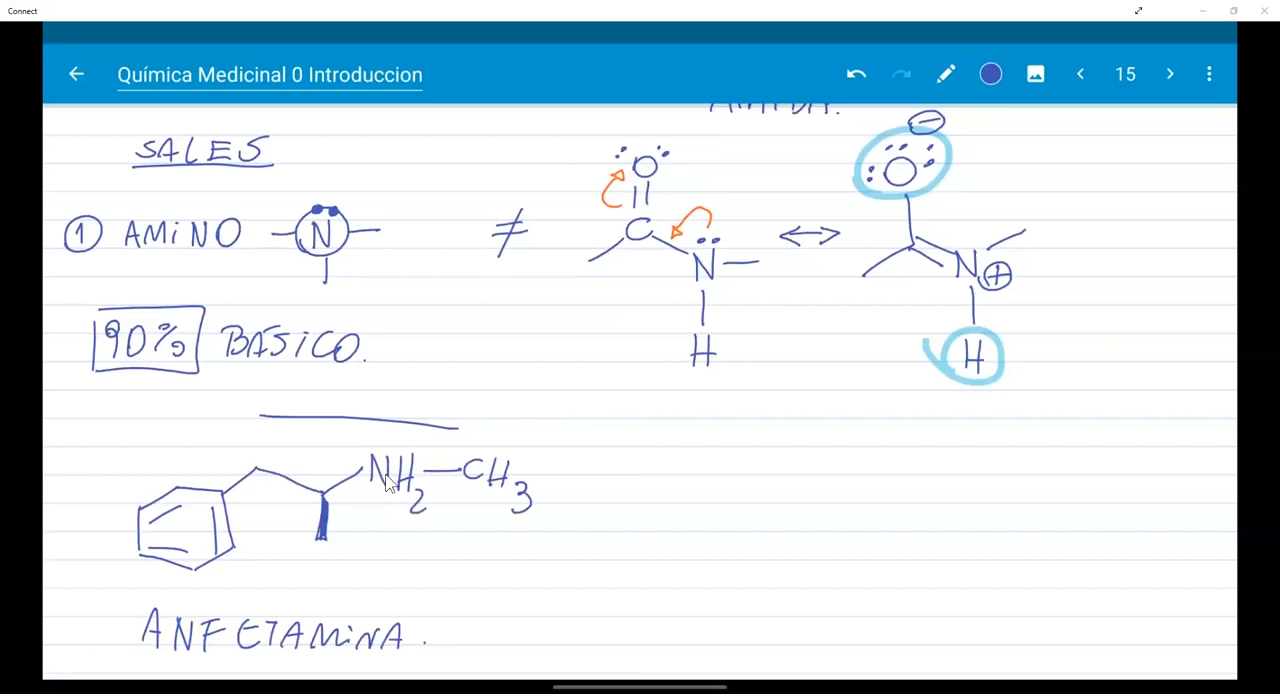 Connect
Química Medicinal 0 Introduccion
15
SALES
① AMiNO –N– ≠ O C N H ↔ O – N + H
90% BÁSiCO.
NH2—CH3
ANFETAMiNA.